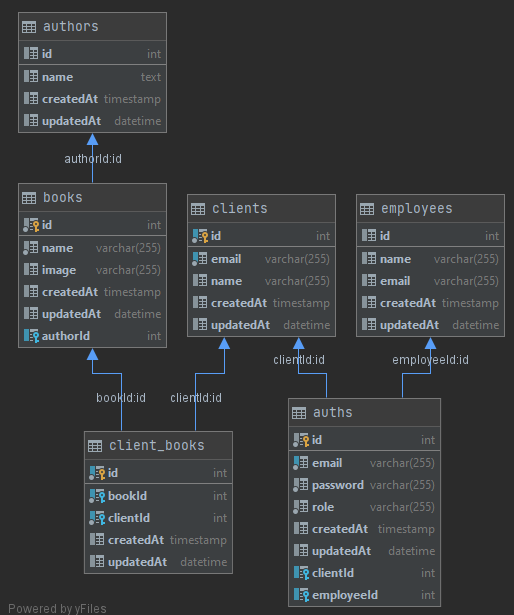 authors
id int
name text
createdAt timestamp
updatedAt datetime
authorId:id
books
id int
name varchar(255)
image varchar(255)
createdAt timestamp
updatedAt datetime
authorId int
clients
id int
email varchar(255)
name varchar(255)
createdAt timestamp
updatedAt datetime
employees
id int
name varchar(255)
email varchar(255)
createdAt timestamp
updatedAt datetime
bookId:id
clientId:id
clientId:id
employeeId:id
client_books
id int
bookId int
clientId int
createdAt timestamp
updatedAt datetime
auths
id int
email varchar(255)
password varchar(255)
role varchar(255)
createdAt timestamp
updatedAt datetime
clientId int
employeeId int
Powered by yFiles